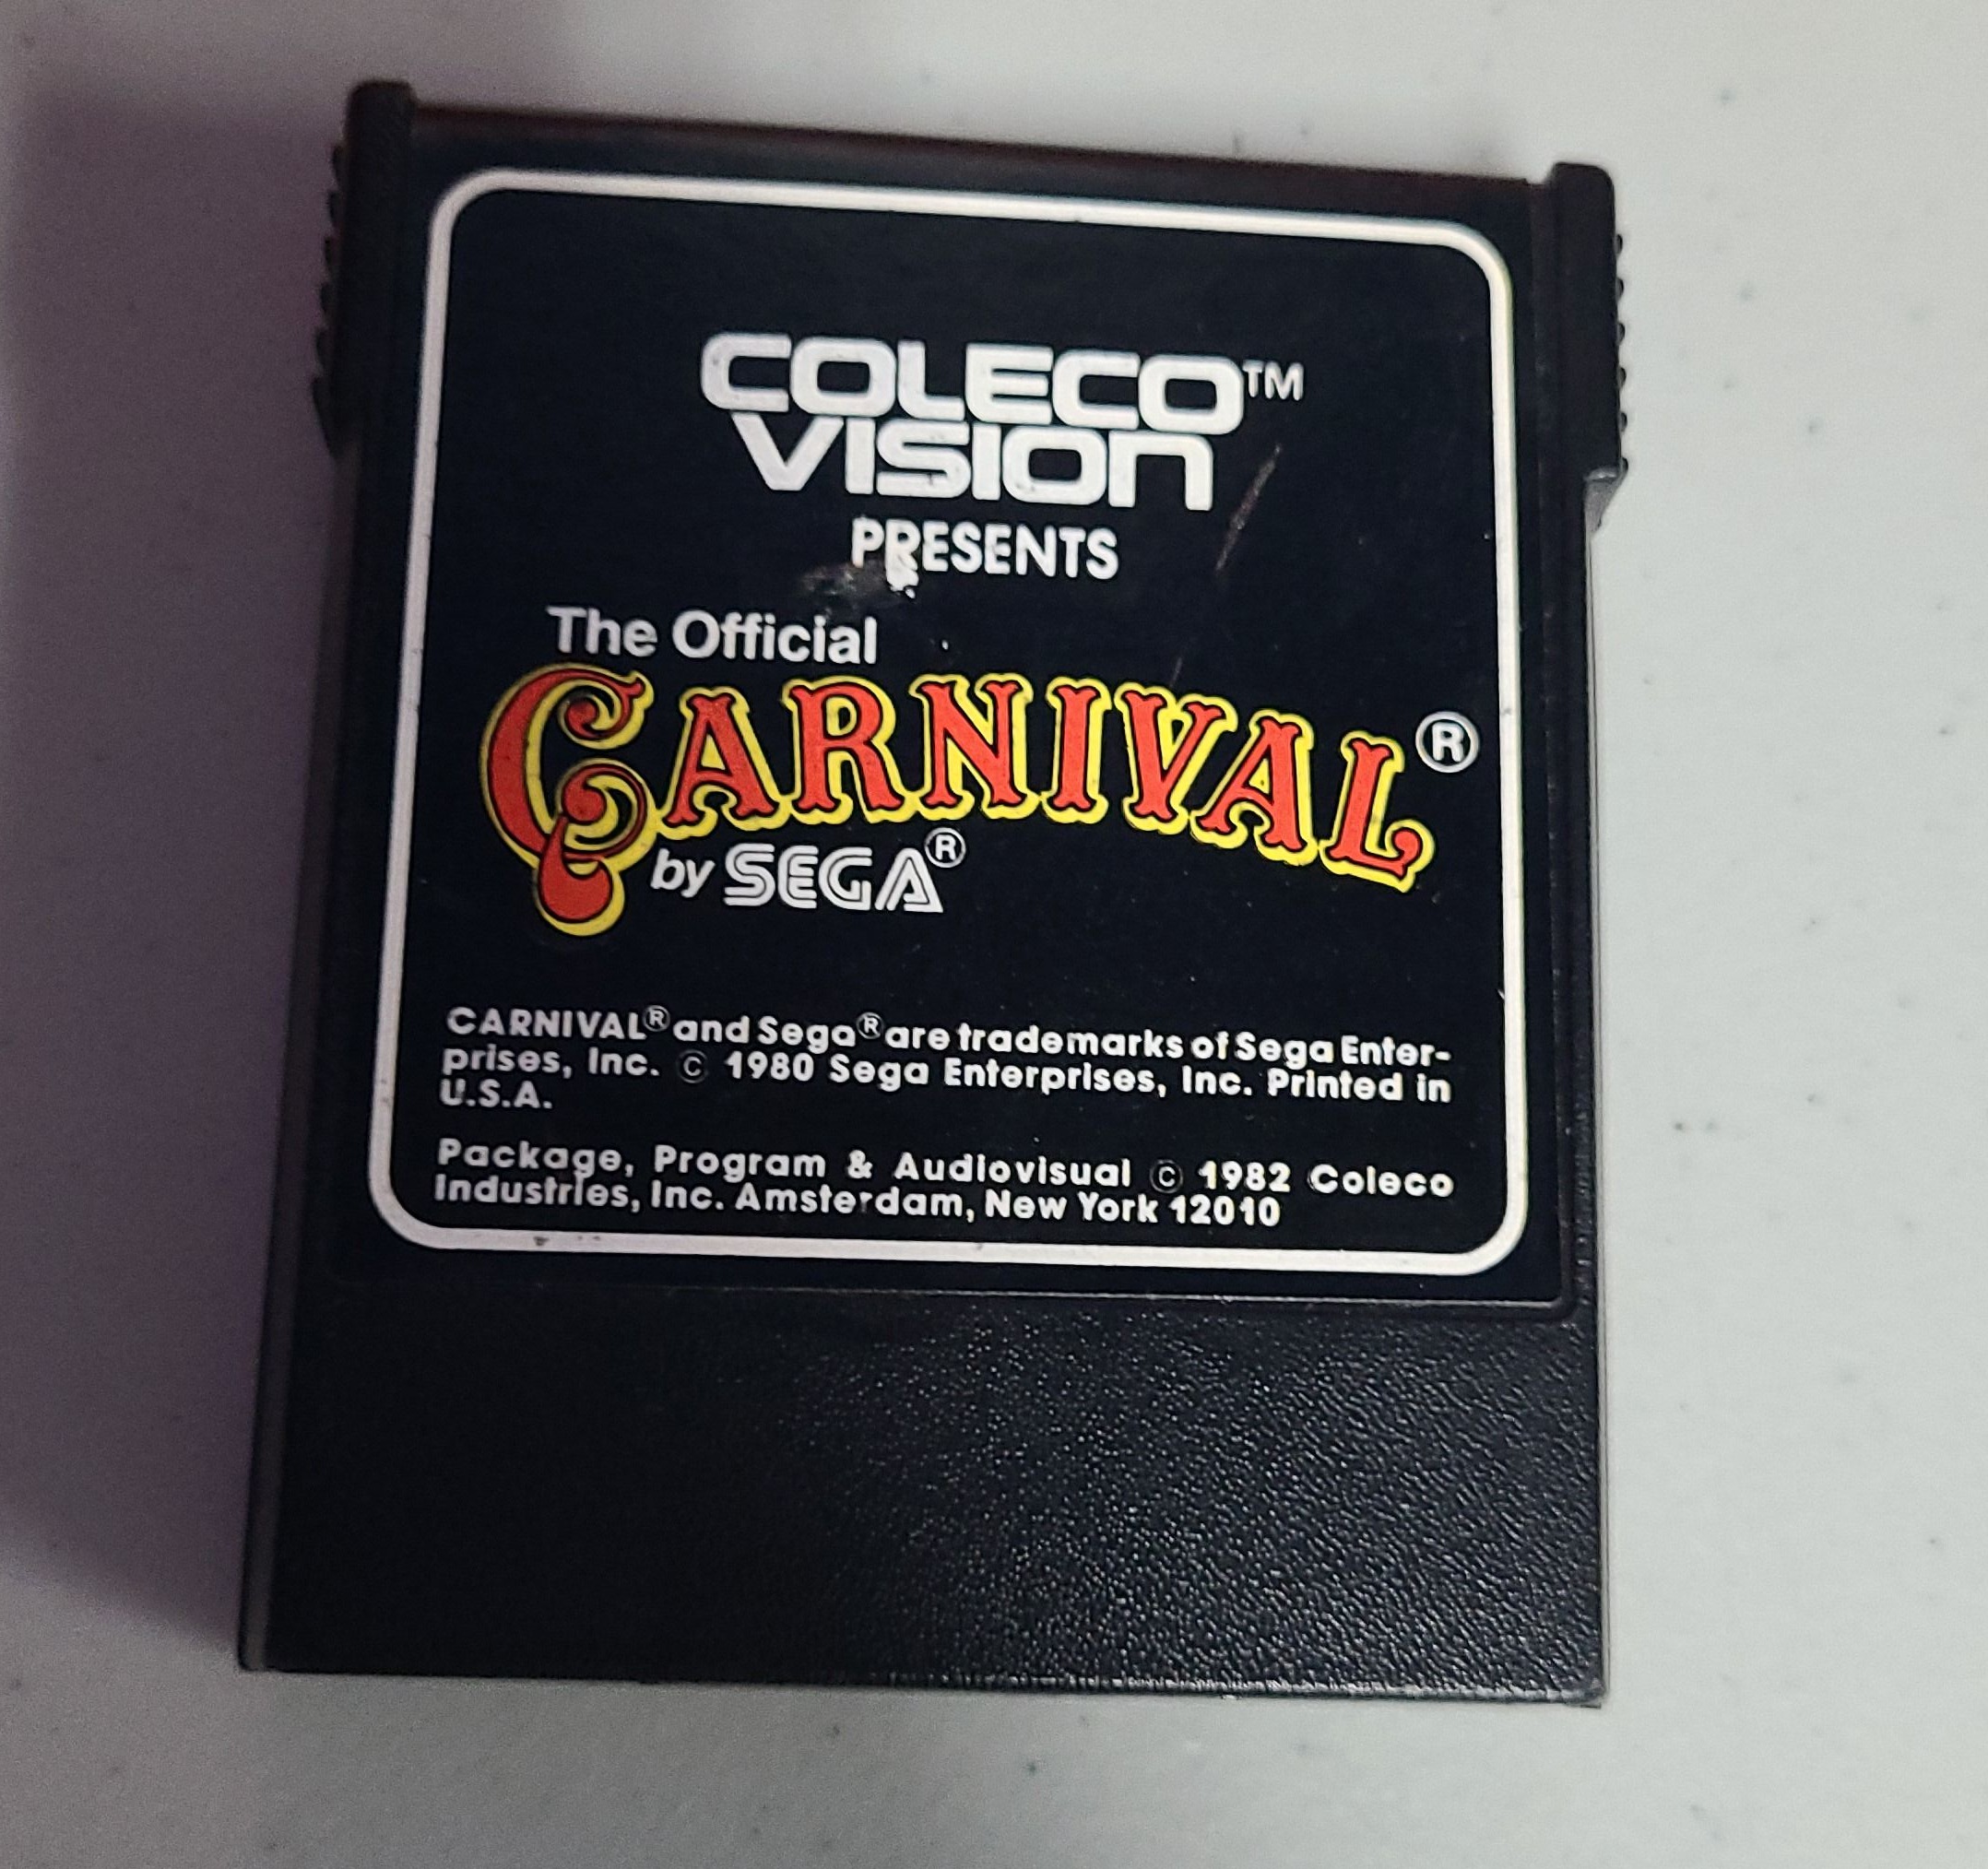 COLECO™
VISION
PRESENTS
The Official
CARNIVAL®
by SEGA®
CARNIVAL® and Sega® are trademarks of Sega Enter-
prises, Inc. © 1980 Sega Enterprises, Inc. Printed in
U.S.A.
Package, Program & Audiovisual © 1982 Coleco
Industries, Inc. Amsterdam, New York 12010